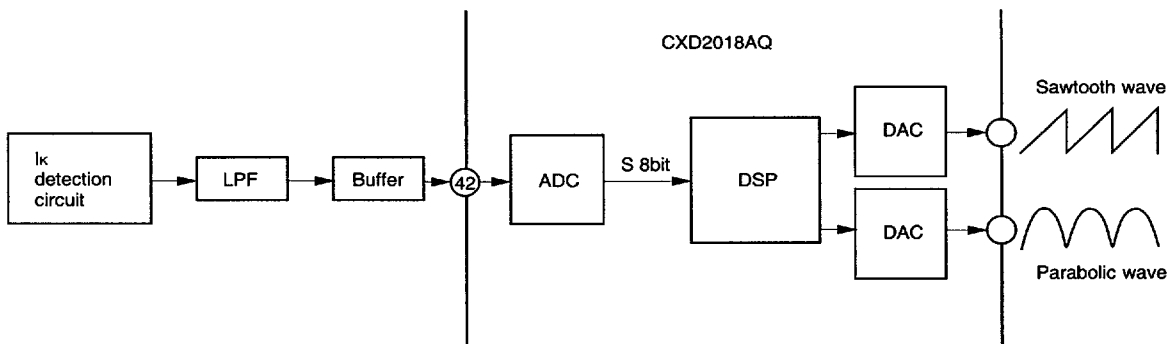 CXD2018AQ
Sawtooth wave
Iκ
detection
circuit
LPF
Buffer
42
ADC
S 8bit
DSP
DAC
DAC
Parabolic wave